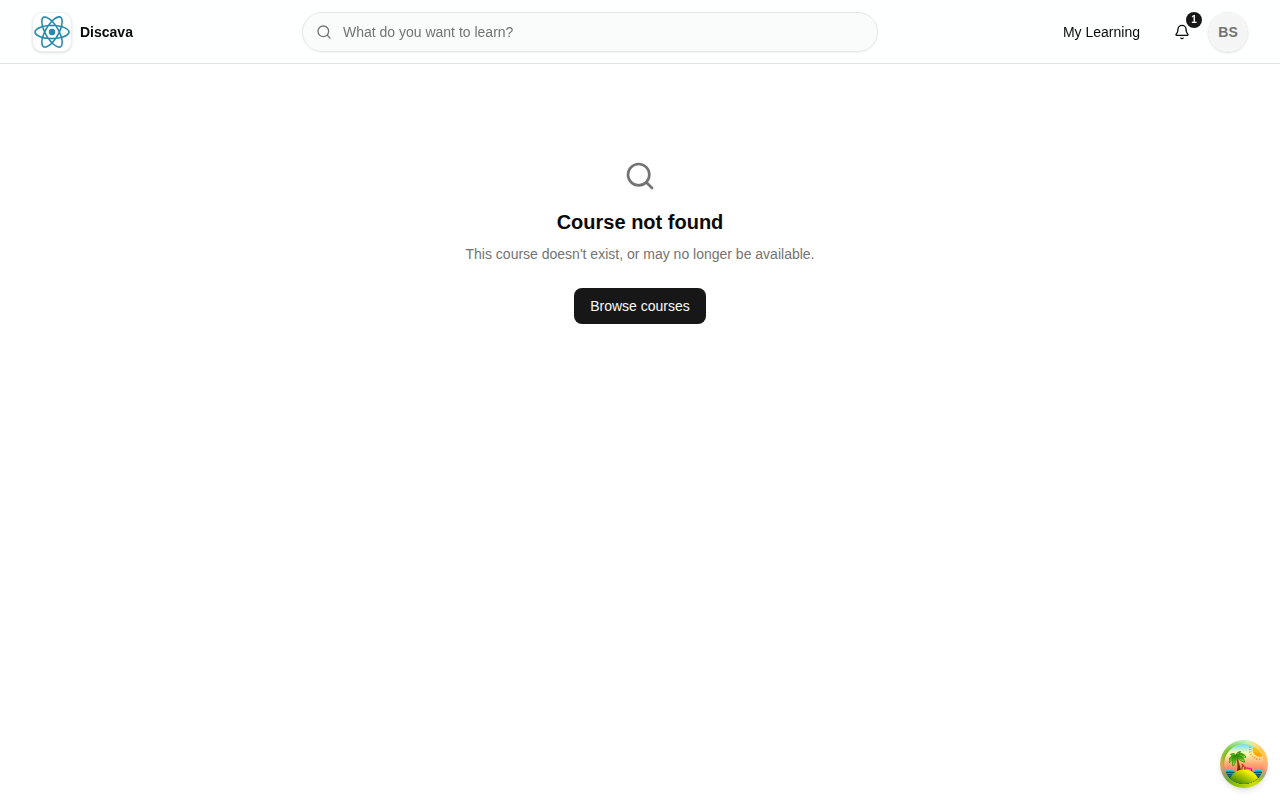 Discava
What do you want to learn?
My Learning
1
BS
Course not found
This course doesn't exist, or may no longer be available.
Browse courses